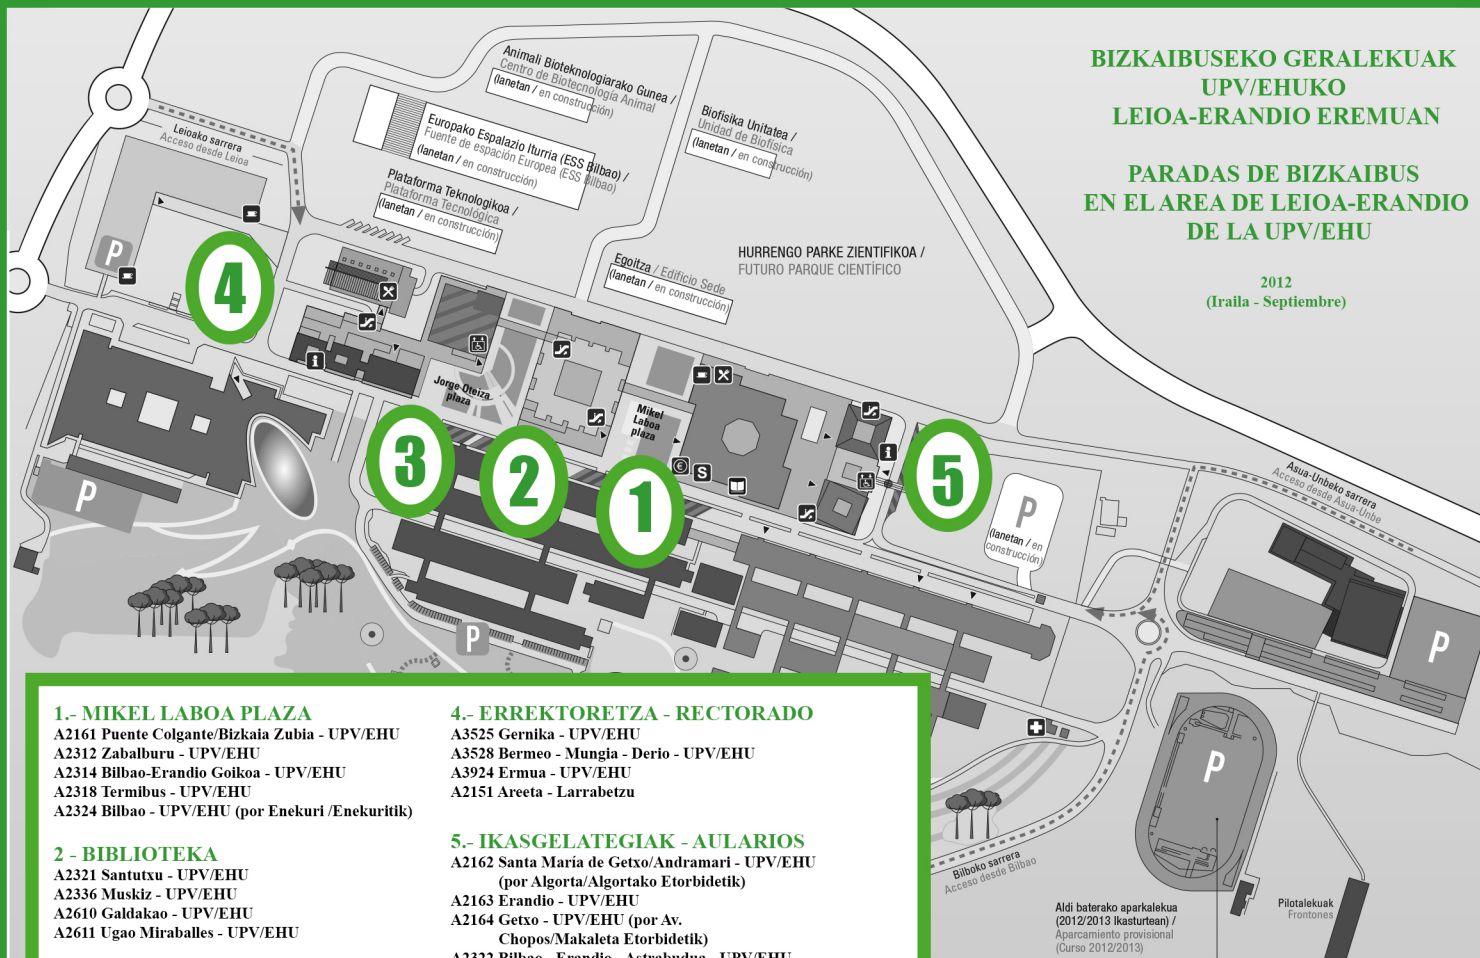 BIZKAIBUSEKO GERALEKUAK
UPV/EHUKO
LEIOA-ERANDIO EREMUAN
PARADAS DE BIZKAIBUS
EN EL AREA DE LEIOA-ERANDIO
DE LA UPV/EHU
2012
(Iraila - Septiembre)
Animali Bioteknologiarako Gunea /
Centro de Biotecnología Animal
(lanetan / en construcción)
Europako Espalazio Iturria (ESS Bilbao) /
Fuente de espación Europea (ESS Bilbao)
(lanetan / en construcción)
Plataforma Teknologikoa /
Plataforma Tecnológica
(lanetan / en construcción)
Biofisika Unitatea /
Unidad de Biofísica
(lanetan / en construcción)
Egoitza / Edificio Sede
(lanetan / en construcción)
HURRENGO PARKE ZIENTIFIKOA /
FUTURO PARQUE CIENTÍFICO
Leioako sarrera
Acceso desde Leioa
P
4
Jorge Oteiza
plaza
Mikel
Laboa
plaza
i
€
S
i
3
2
1
5
P
(lanetan / en
construcción)
Asua-Unbeko sarrera
Acceso desde Asua-Unbe
P
P
P
P
Bilboko sarrera
Acceso desde Bilbao
Aldi baterako aparkalekua
(2012/2013 Ikasturtean) /
Aparcamiento provisional
(Curso 2012/2013)
Pilotalekuak
Frontones
1.- MIKEL LABOA PLAZA
A2161 Puente Colgante/Bizkaia Zubia - UPV/EHU
A2312 Zabalburu - UPV/EHU
A2314 Bilbao-Erandio Goikoa - UPV/EHU
A2318 Termibus - UPV/EHU
A2324 Bilbao - UPV/EHU (por Enekuri /Enekuritik)
2 - BIBLIOTEKA
A2321 Santutxu - UPV/EHU
A2336 Muskiz - UPV/EHU
A2610 Galdakao - UPV/EHU
A2611 Ugao Miraballes - UPV/EHU
4.- ERREKTORETZA - RECTORADO
A3525 Gernika - UPV/EHU
A3528 Bermeo - Mungia - Derio - UPV/EHU
A3924 Ermua - UPV/EHU
A2151 Areeta - Larrabetzu
5.- IKASGELATEGIAK - AULARIOS
A2162 Santa María de Getxo/Andramari - UPV/EHU
(por Algorta/Algortako Etorbidetik)
A2163 Erandio - UPV/EHU
A2164 Getxo - UPV/EHU (por Av.
Chopos/Makaleta Etorbidetik)
A2322 Bilbao - Erandio - Astrabudua - UPV/EHU